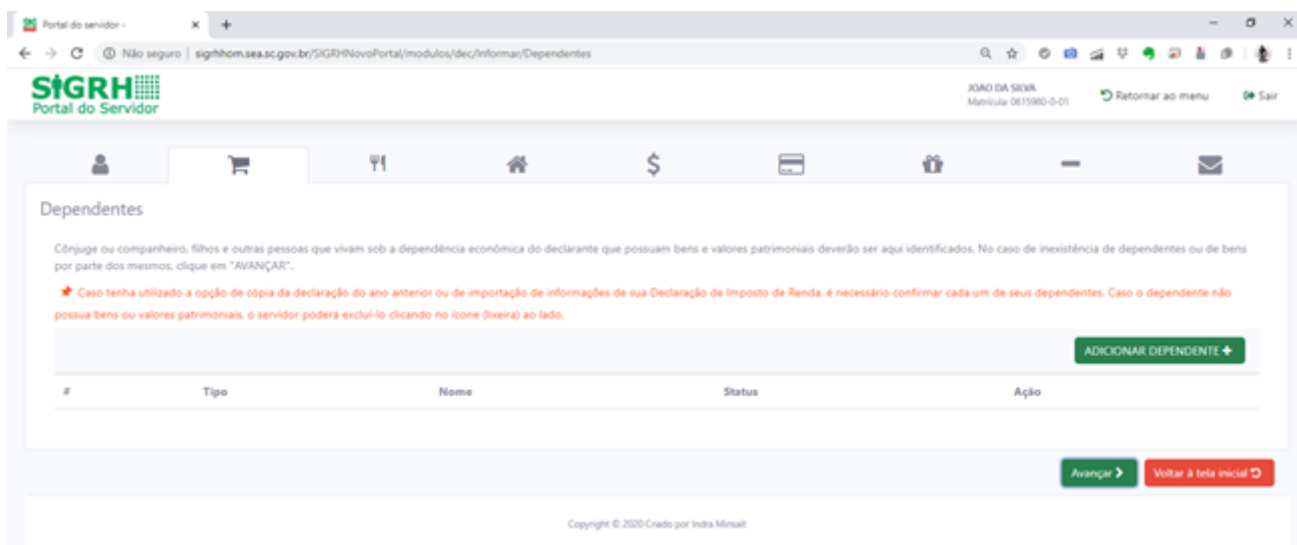 Portal do servidor -
Não seguro | sigrhhom.sea.sc.gov.br/SIGRHNovoPortal/modulos/dec/Informar/Dependentes
SIGRH
Portal do Servidor
JOAO DA SILVA
Matrícula: 0615980-0-01
Retornar ao menu
Sair
Dependentes
Cônjuge ou companheiro, filhos e outras pessoas que vivam sob a dependência econômica do declarante que possuam bens e valores patrimoniais deverão ser aqui identificados. No caso de inexistência de dependentes ou de bens
por parte dos mesmos, clique em "AVANÇAR".
Caso tenha utilizado a opção de cópia da declaração do ano anterior ou de importação de informações de sua Declaração de Imposto de Renda, é necessário confirmar cada um de seus dependentes. Caso o dependente não
possua bens ou valores patrimoniais, o servidor poderá excluí-lo clicando no ícone (lixeira) ao lado.
ADICIONAR DEPENDENTE +
# Tipo Nome Status Ação
Avançar
Voltar à tela inicial
Copyright © 2020 Criado por Indra Minsait